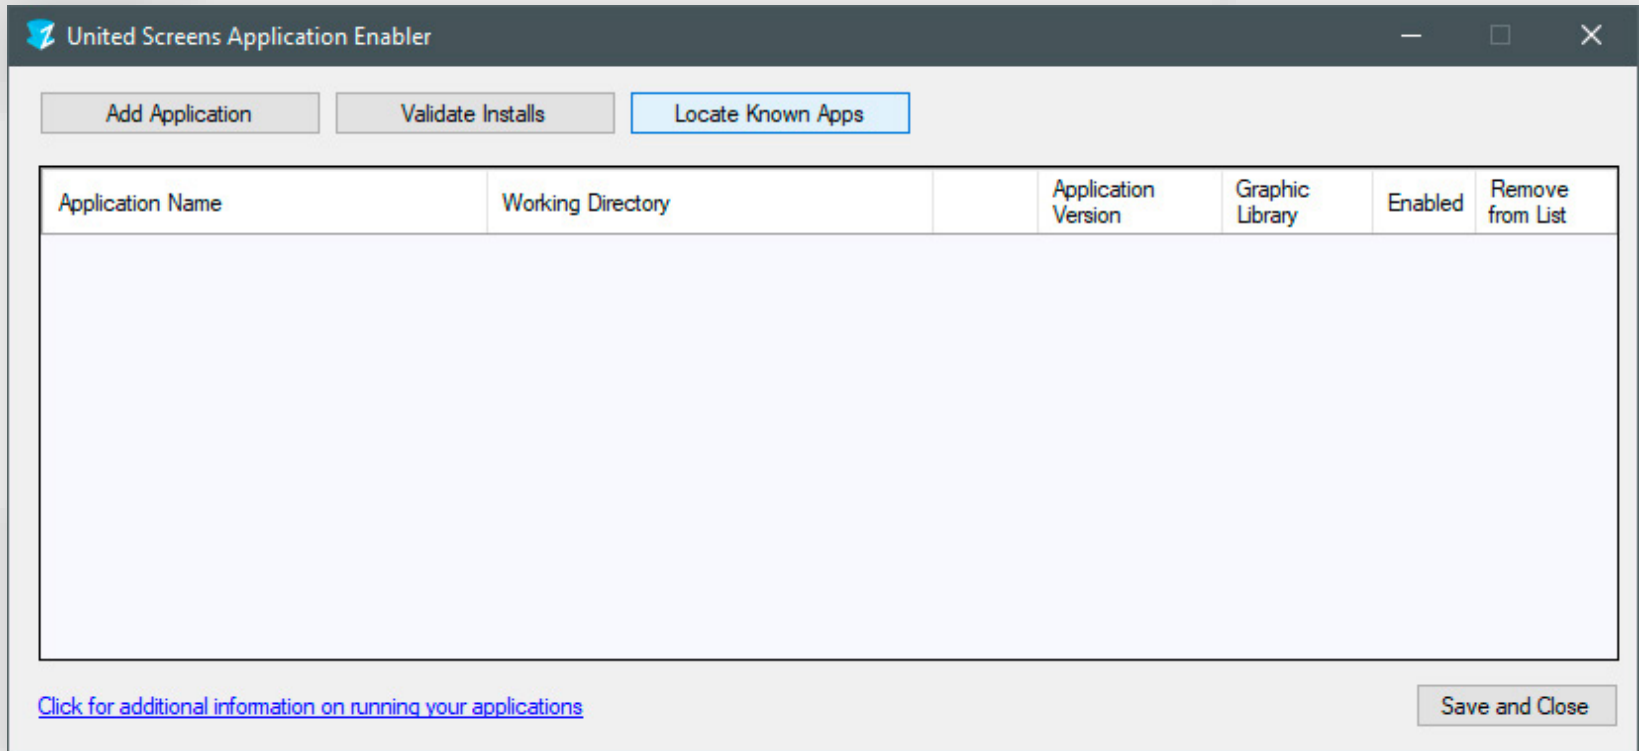 United Screens Application Enabler
Add Application
Validate Installs
Locate Known Apps
Application Name
Working Directory
Application
Version
Graphic
Library
Enabled
Remove
from List
Click for additional information on running your applications
Save and Close